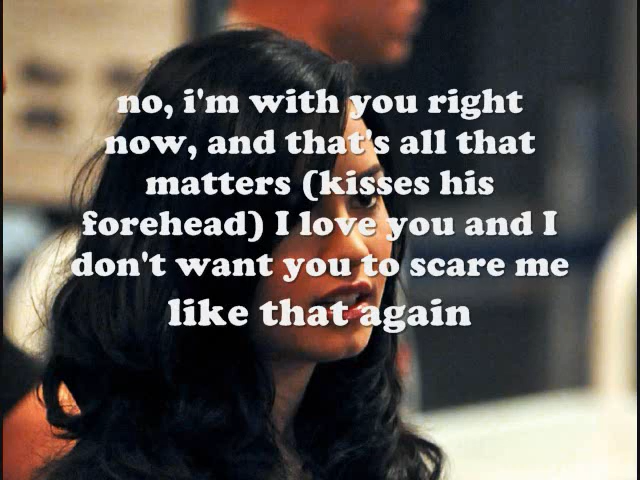 no, i'm with you right
now, and that's all that
matters (kisses his
forehead) I love you and I
don't want you to scare me
like that again